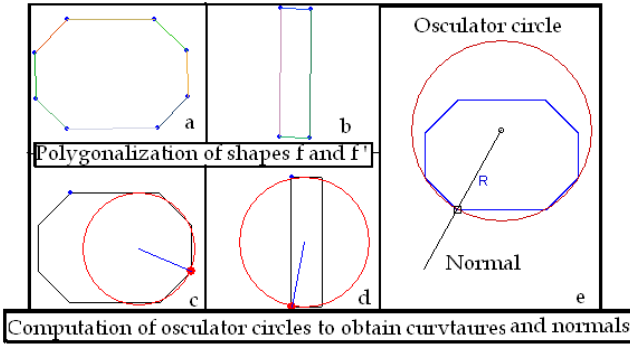 Osculator circle
a
b
Polygonalization of shapes f and f '
R
Normal
c
d
e
Computation of osculator circles to obtain curvtaures and normals